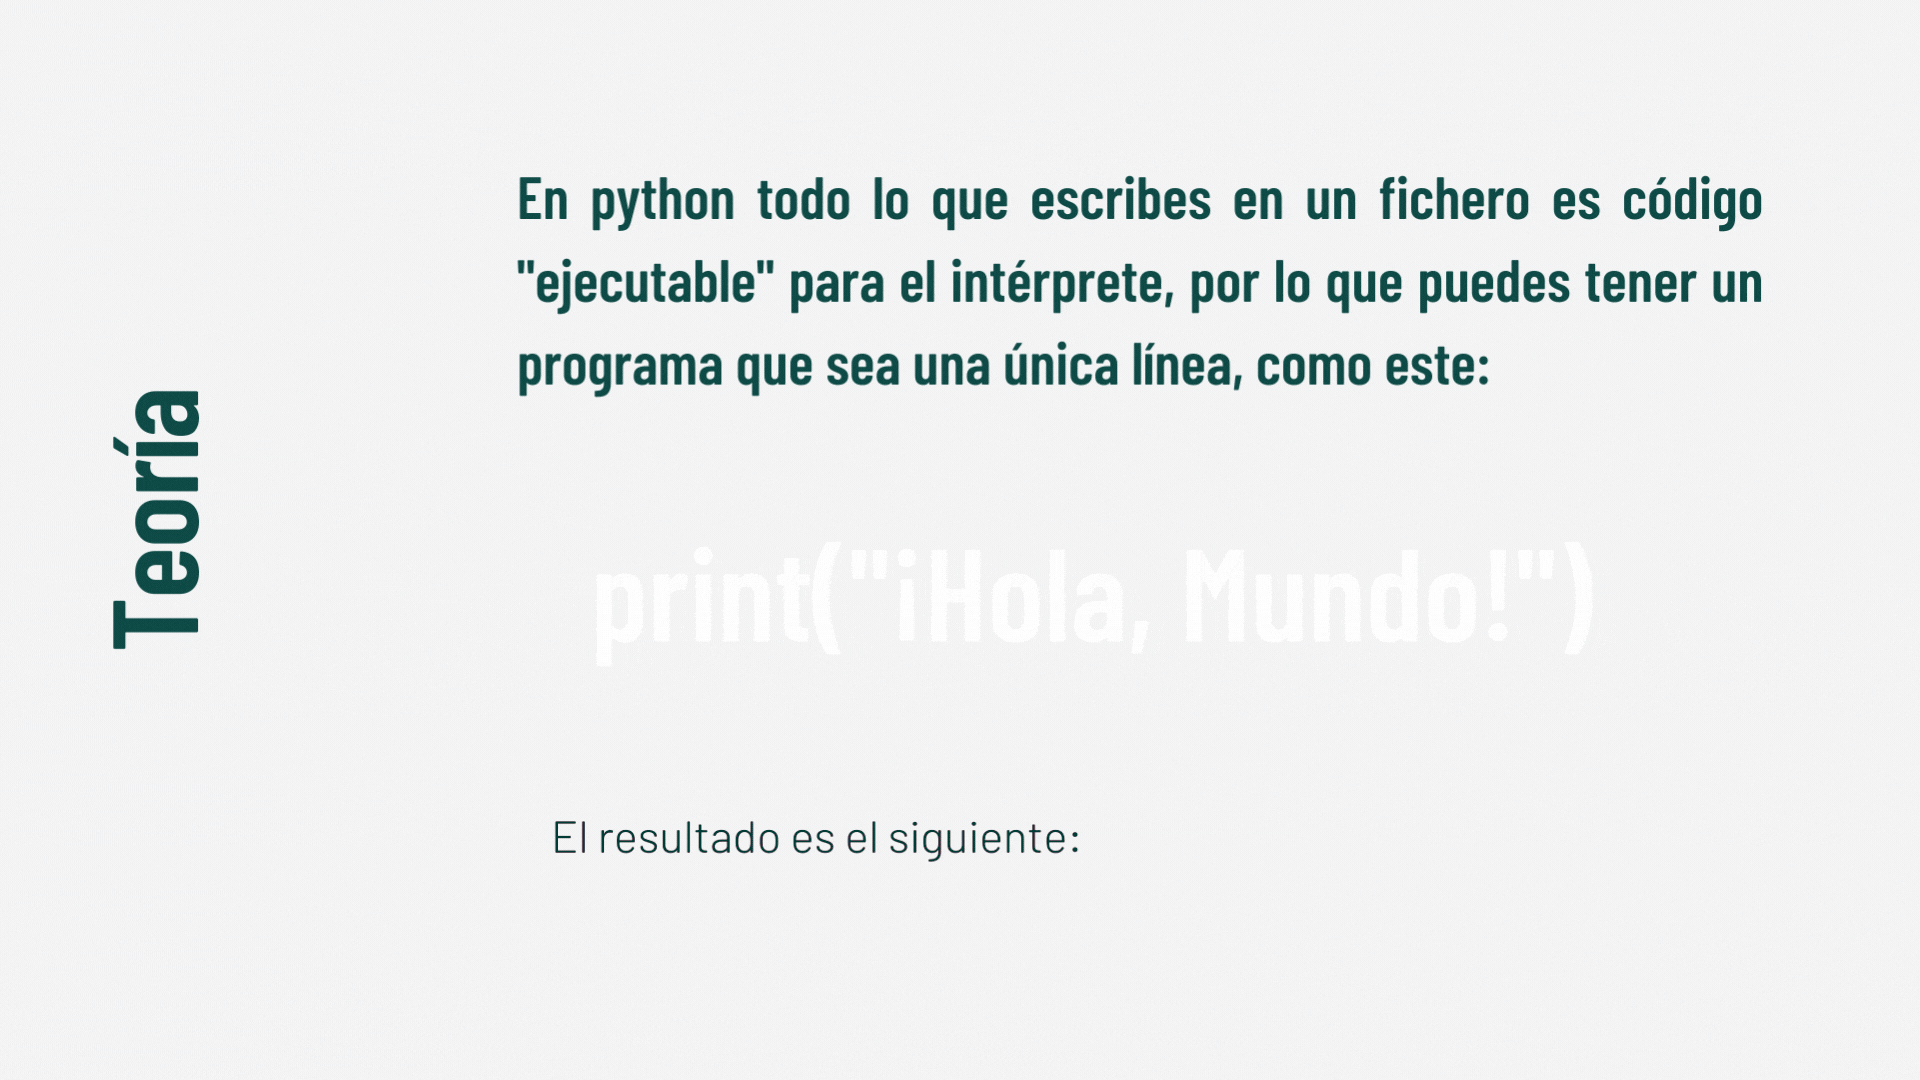 Teoría
En python todo lo que escribes en un fichero es código
"ejecutable" para el intérprete, por lo que puedes tener un
programa que sea una única línea, como este:
print("¡Hola, Mundo!")
El resultado es el siguiente: